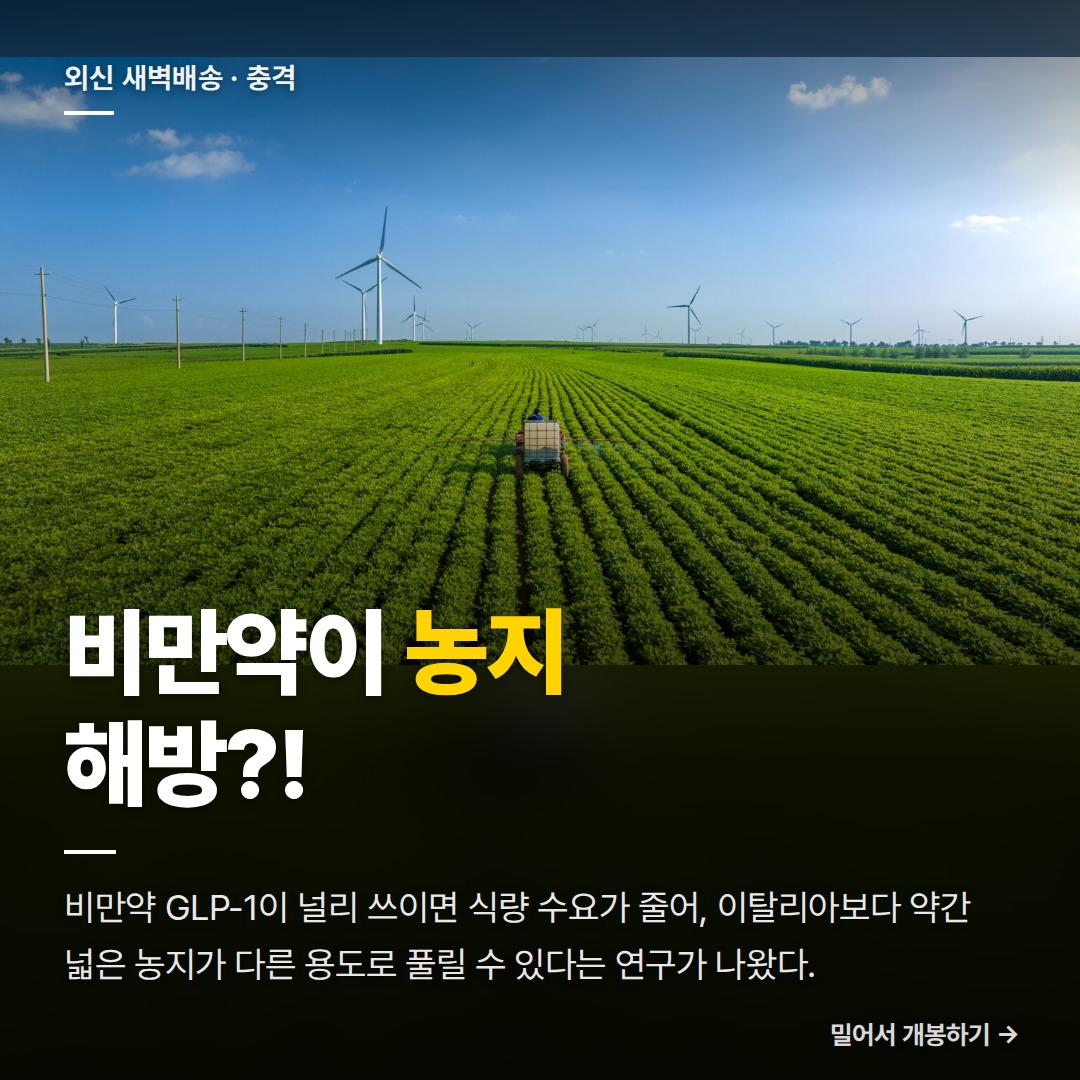 외신 새벽배송 · 충격
비만약이 농지
해방?!
비만약 GLP-1이 널리 쓰이면 식량 수요가 줄어, 이탈리아보다 약간
넓은 농지가 다른 용도로 풀릴 수 있다는 연구가 나왔다.
밀어서 개봉하기 →